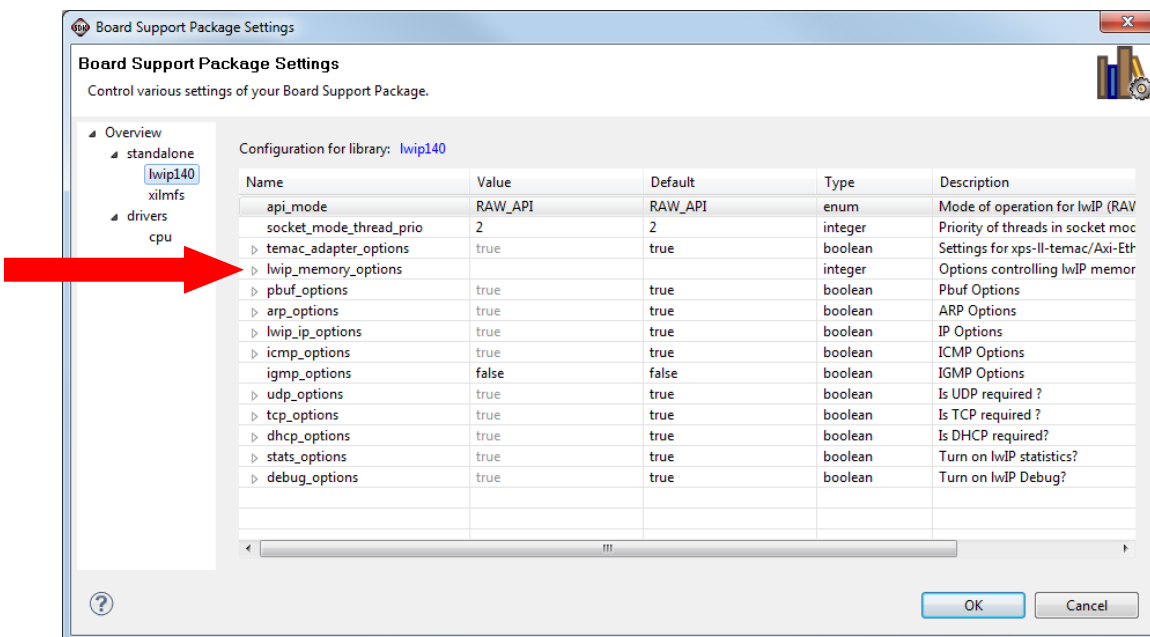 Board Support Package Settings
Board Support Package Settings
Control various settings of your Board Support Package.
Overview
standalone
lwip140
xilmfs
drivers
cpu
Configuration for library: lwip140
Name Value Default Type Description
api_mode RAW_API RAW_API enum Mode of operation for lwIP (RAW
socket_mode_thread_prio 2 2 integer Priority of threads in socket mod
temac_adapter_options true true boolean Settings for xps-ll-temac/Axi-Eth
lwip_memory_options integer Options controlling lwIP memor
pbuf_options true true boolean Pbuf Options
arp_options true true boolean ARP Options
lwip_ip_options true true boolean IP Options
icmp_options true true boolean ICMP Options
igmp_options false false boolean IGMP Options
udp_options true true boolean Is UDP required ?
tcp_options true true boolean Is TCP required ?
dhcp_options true true boolean Is DHCP required?
stats_options true true boolean Turn on lwIP statistics?
debug_options true true boolean Turn on lwIP Debug?
OK Cancel